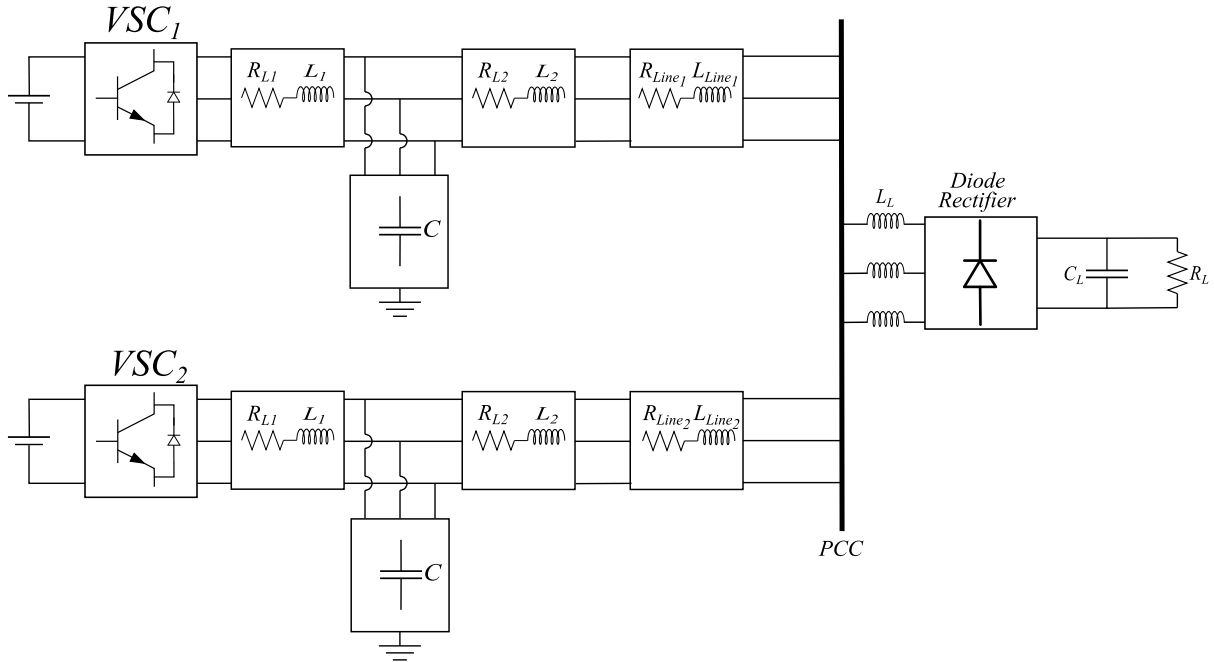 VSC1
RL1 L1
RL2 L2
RLine1 LLine1
C
LL
Diode
Rectifier
CL
RL
VSC2
RL1 L1
RL2 L2
RLine2 LLine2
C
PCC